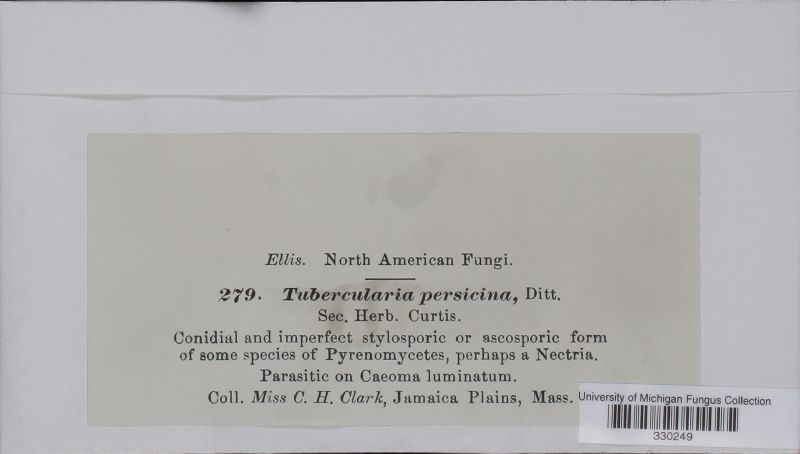 Ellis. North American Fungi.
279. Tubercularia persicina, Ditt.
Sec. Herb. Curtis.
Conidial and imperfect stylosporic or ascosporic form
of some species of Pyrenomycetes, perhaps a Nectria.
Parasitic on Caeoma luminatum.
Coll. Miss C. H. Clark, Jamaica Plains, Mass.
University of Michigan Fungus Collection
330249